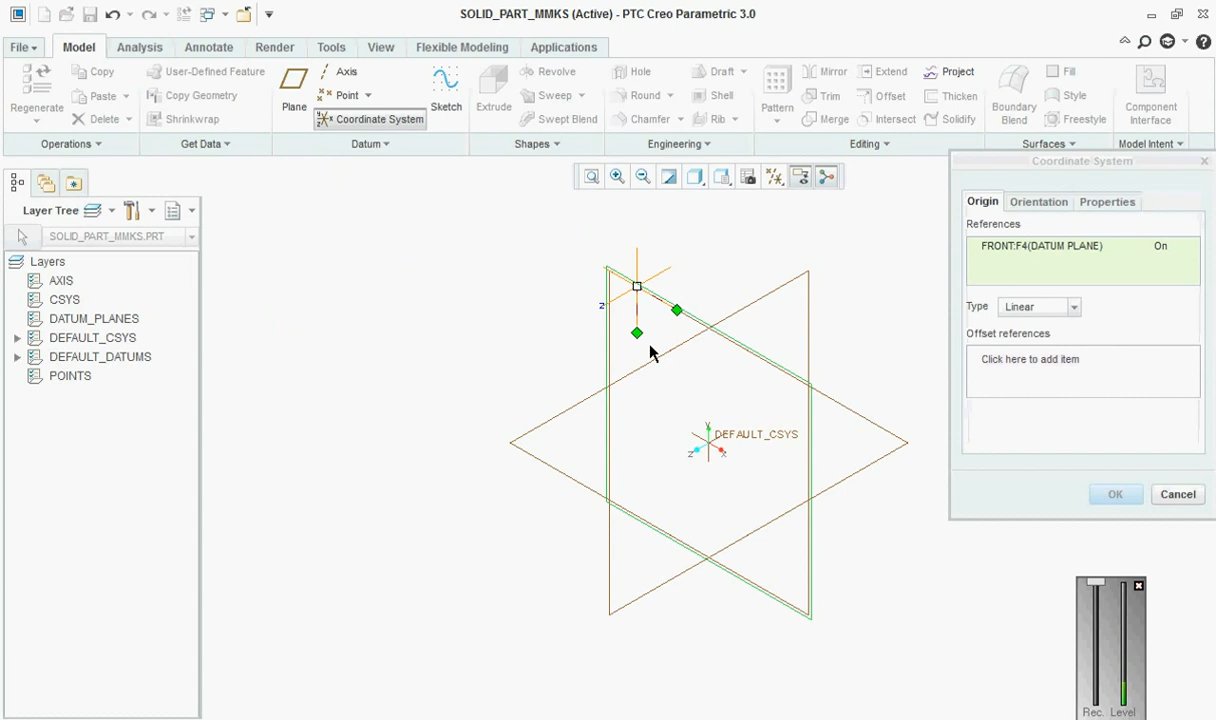 SOLID_PART_MMKS (Active) - PTC Creo Parametric 3.0
File Model Analysis Annotate Render Tools View Flexible Modeling Applications
Regenerate
Copy
Paste
Delete
Operations
User-Defined Feature
Copy Geometry
Shrinkwrap
Get Data
Plane
Axis
Point
Coordinate System
Sketch
Datum
Extrude
Revolve
Sweep
Swept Blend
Shapes
Hole
Round
Chamfer
Draft
Shell
Rib
Engineering
Pattern
Mirror
Trim
Merge
Extend
Offset
Intersect
Project
Thicken
Solidify
Editing
Boundary
Blend
Fill
Style
Freestyle
Surfaces
Component
Interface
Model Intent
Layer Tree
SOLID_PART_MMKS.PRT
Layers
AXIS
CSYS
DATUM_PLANES
DEFAULT_CSYS
DEFAULT_DATUMS
POINTS
Z
Y
DEFAULT_CSYS
Z
X
Coordinate System
Origin Orientation Properties
References
FRONT:F4(DATUM PLANE) On
Type Linear
Offset references
Click here to add item
OK Cancel
Rec. Level